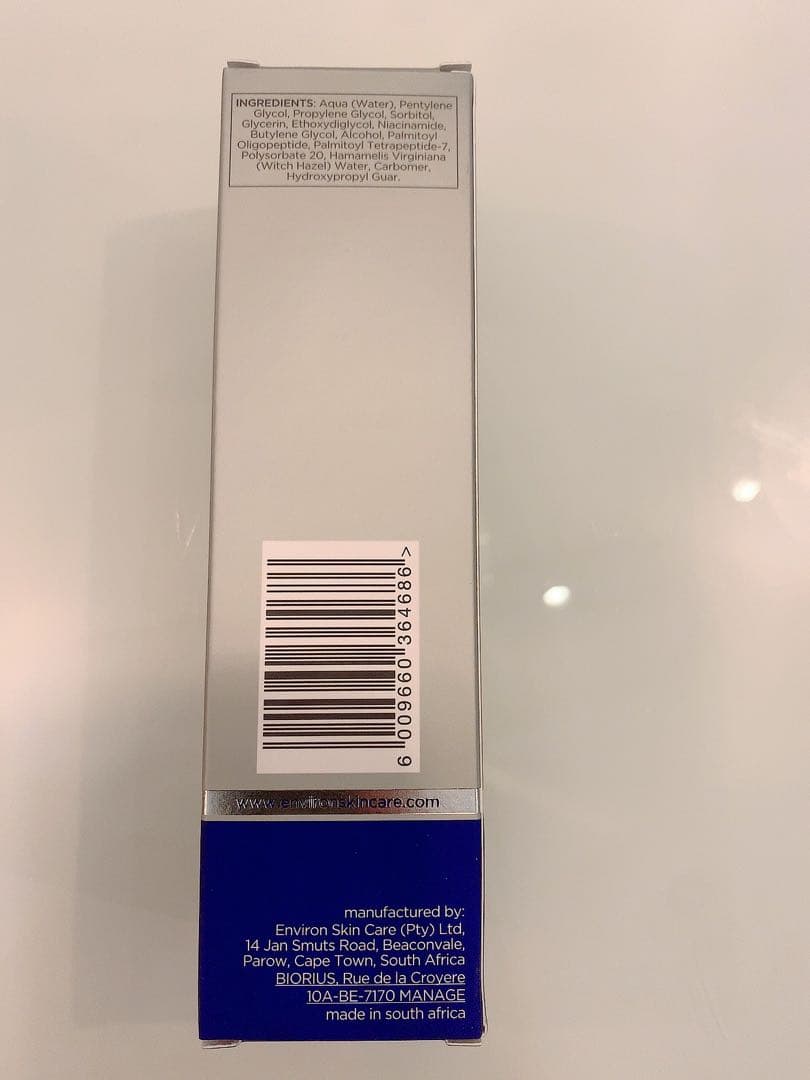 INGREDIENTS: Aqua (Water), Pentylene
Glycol, Propylene Glycol, Sorbitol,
Glycerin, Ethoxydiglycol, Niacinamide,
Butylene Glycol, Alcohol, Palmitoyl
Oligopeptide, Palmitoyl Tetrapeptide-7,
Polysorbate 20, Hamamelis Virginiana
(Witch Hazel) Water, Carbomer,
Hydroxypropyl Guar.
6 009660 364686 >
www.environskincare.com
manufactured by:
Environ Skin Care (Pty) Ltd,
14 Jan Smuts Road, Beaconvale,
Parow, Cape Town, South Africa
BIORIUS, Rue de la Croyere
10A-BE-7170 MANAGE
made in south africa